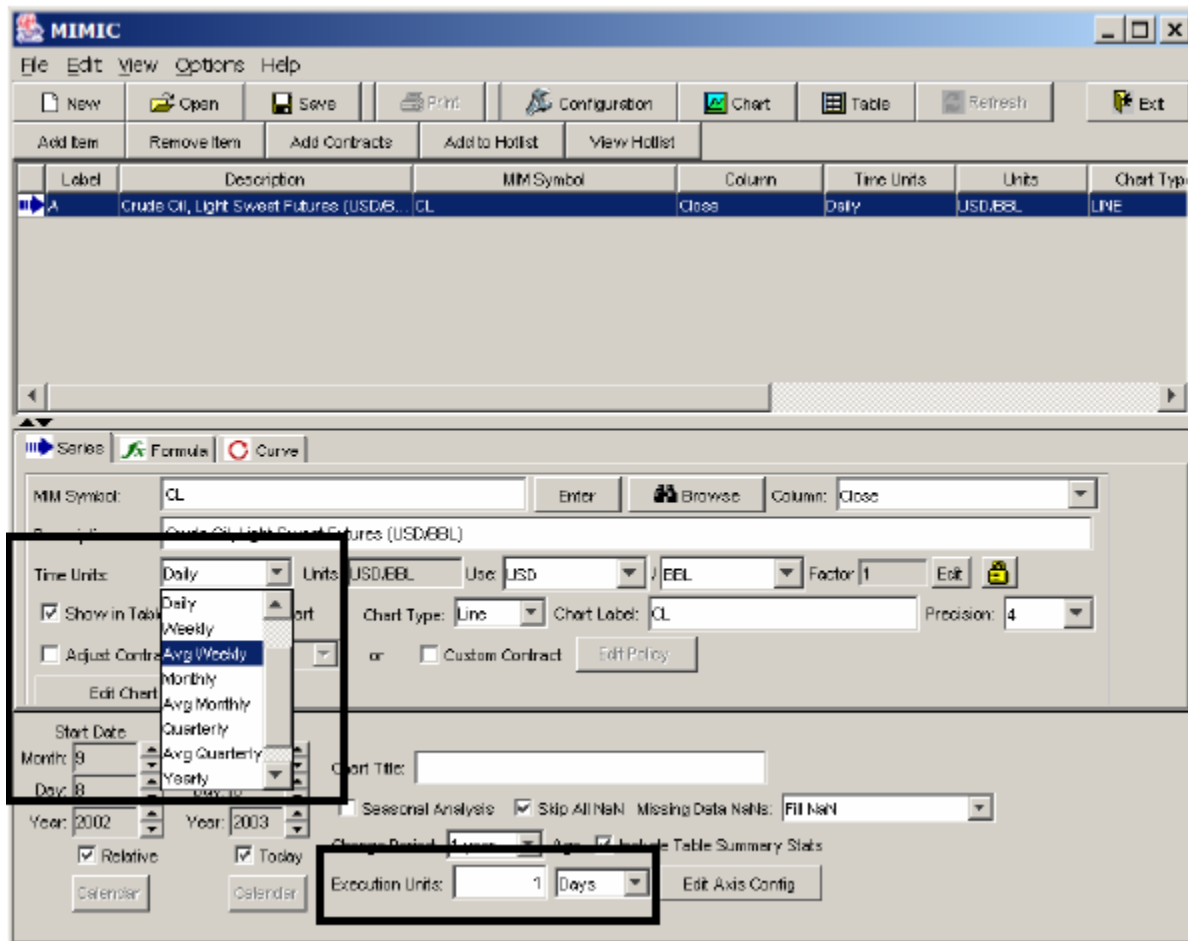 MIMIC
File Edit View Options Help
New Open Save Print Configuration Chart Table Refresh Exit
Add Item Remove Item Add Contracts Add to Hotlist View Hotlist
Label Description MIM Symbol Column Time Units Units Chart Typ
A Crude Oil, Light Sweet Futures (USD/B... CL Close Daily USD/BBL LINE
Series Formula Curve
MIM Symbol: CL Enter Browse Column: Close
Crude Oil, Light Sweet Futures (USD/BBL)
Time Units: Daily Units USD/BBL Use: USD / BBL Factor 1 Edit
Daily
Show in Tabl Chart Type: Line Chart Label: CL Precision: 4
Weekly
Adjust Contra Avg Weekly or Custom Contract Edit Policy
Monthly
Edit Chart
Avg Monthly
Start Date Quarterly
Month: 9 Avg Quarterly Chart Title:
Day: 8 Yearly
Seasonal Analysis Skip All NaN Missing Data NaNs: Fill NaN
Year: 2002 Year: 2003
Change Period 1 year Ago Include Table Summary Stats
Relative Today
Execution Units: 1 Days Edit Axis Config
Calendar Calendar